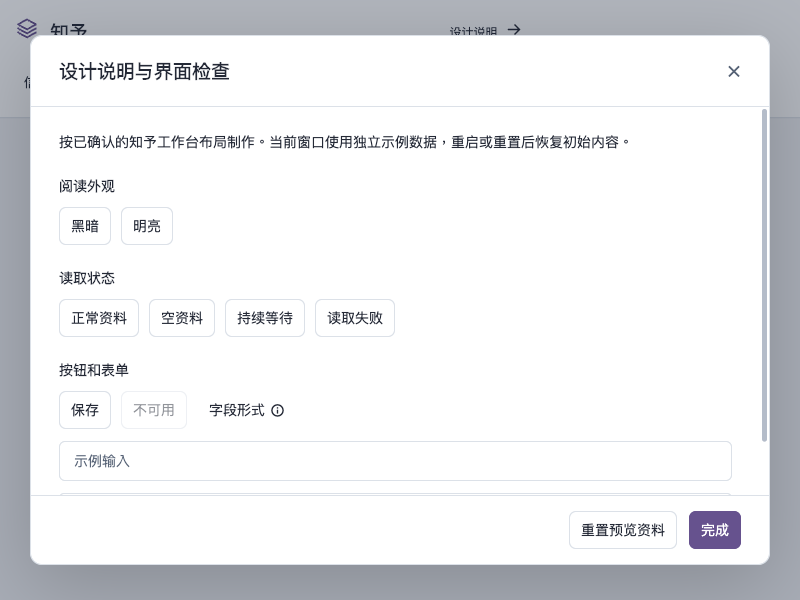 知予
设计说明
设计说明与界面检查
按已确认的知予工作台布局制作。当前窗口使用独立示例数据，重启或重置后恢复初始内容。
阅读外观
黑暗 明亮
读取状态
正常资料 空资料 持续等待 读取失败
按钮和表单
保存 不可用 字段形式
示例输入
重置预览资料 完成